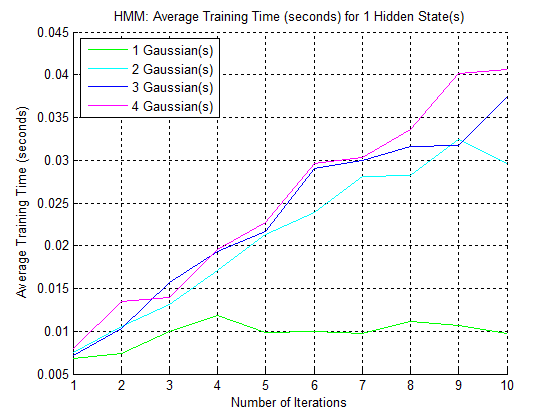 HMM: Average Training Time (seconds) for 1 Hidden State(s)
0.045
0.04
0.035
0.03
0.025
0.02
0.015
0.01
0.005
Average Training Time (seconds)
1 Gaussian(s)
2 Gaussian(s)
3 Gaussian(s)
4 Gaussian(s)
1 2 3 4 5 6 7 8 9 10
Number of Iterations